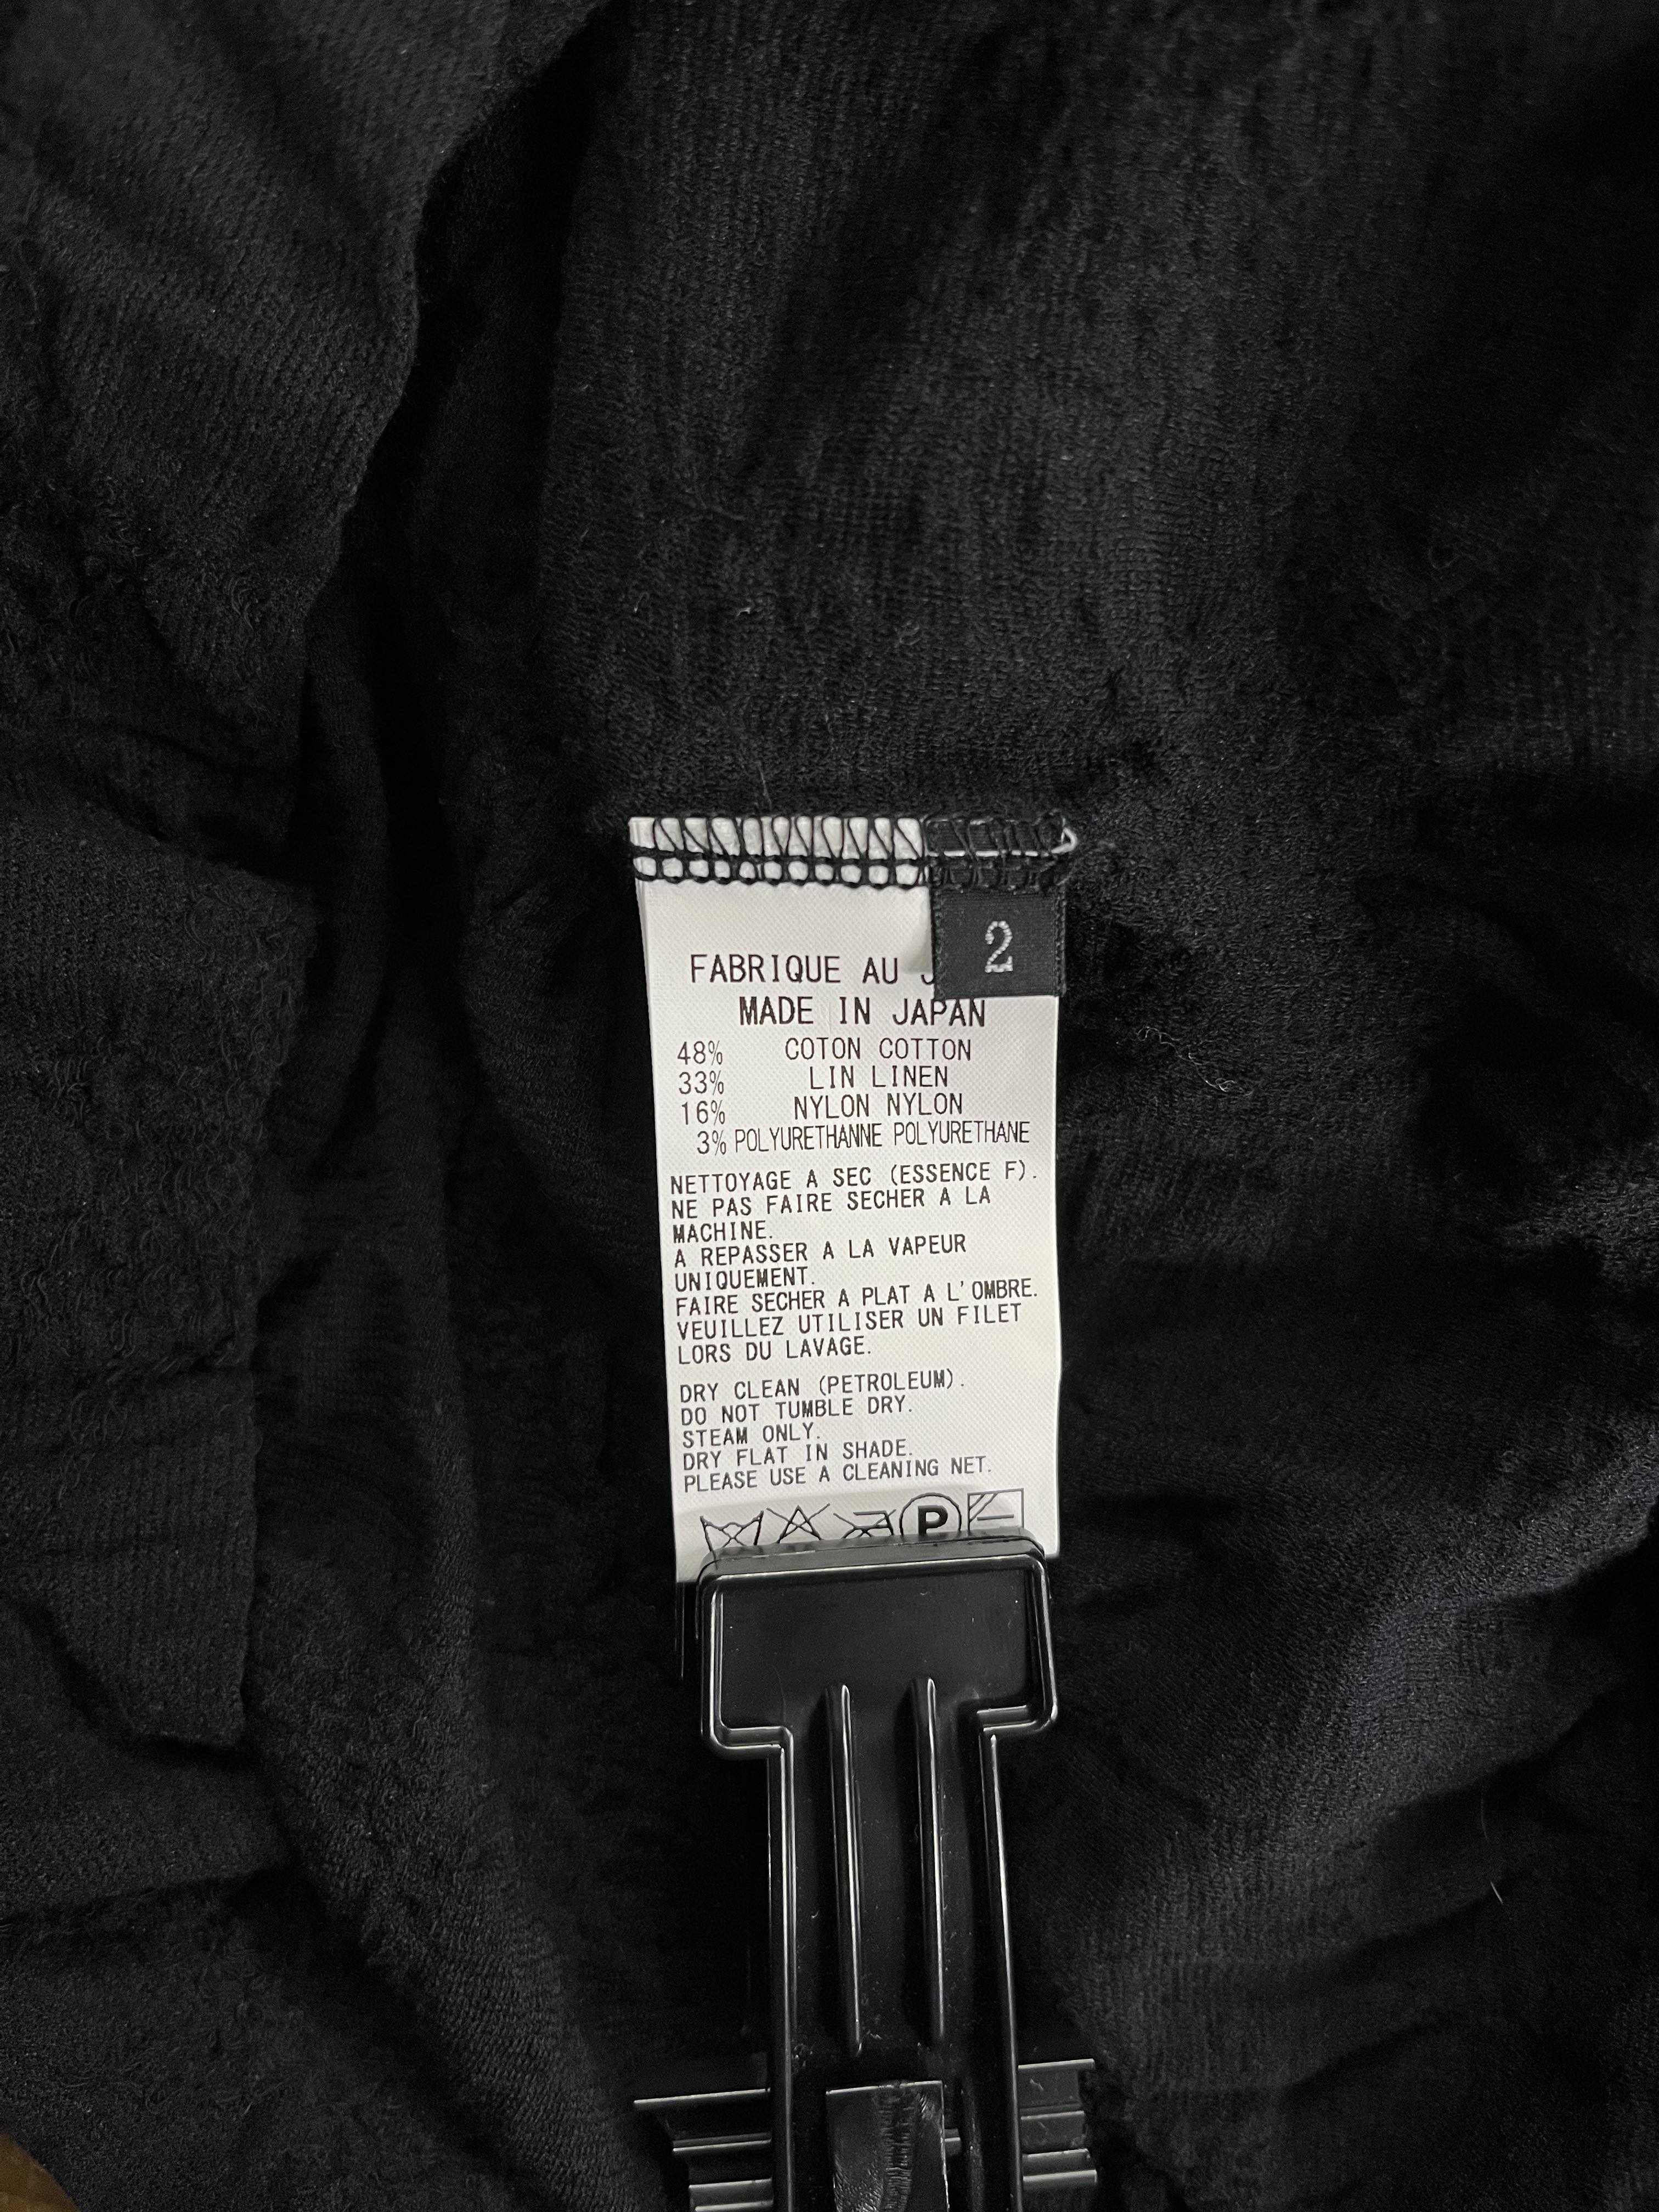 2
FABRIQUE AU
MADE IN JAPAN
48% COTON COTTON
33% LIN LINEN
16% NYLON NYLON
3% POLYURETHANNE POLYURETHANE
NETTOYAGE A SEC (ESSENCE F).
NE PAS FAIRE SECHER A LA
MACHINE.
A REPASSER A LA VAPEUR
UNIQUEMENT.
FAIRE SECHER A PLAT A L'OMBRE.
VEUILLEZ UTILISER UN FILET
LORS DU LAVAGE.
DRY CLEAN (PETROLEUM).
DO NOT TUMBLE DRY.
STEAM ONLY.
DRY FLAT IN SHADE.
PLEASE USE A CLEANING NET.
P